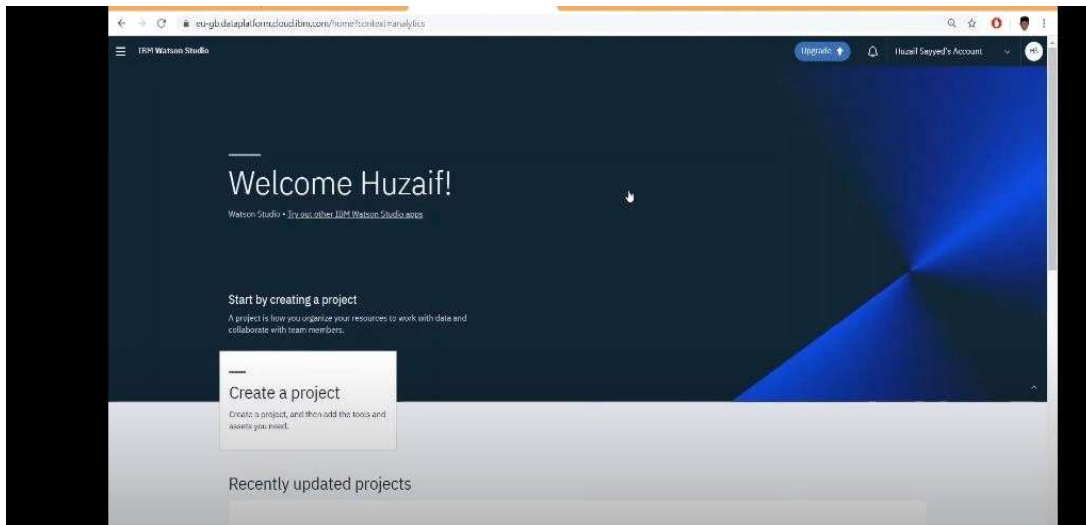 eu-gb.dataplatform.cloud.ibm.com/home?context=analytics
IBM Watson Studio
Upgrade
Huzaif Sayyed's Account
HS
Welcome Huzaif!
Watson Studio • Try out other IBM Watson Studio apps
Start by creating a project
A project is how you organize your resources to work with data and
collaborate with team members.
Create a project
Create a project, and then add the tools and
assets you need.
Recently updated projects